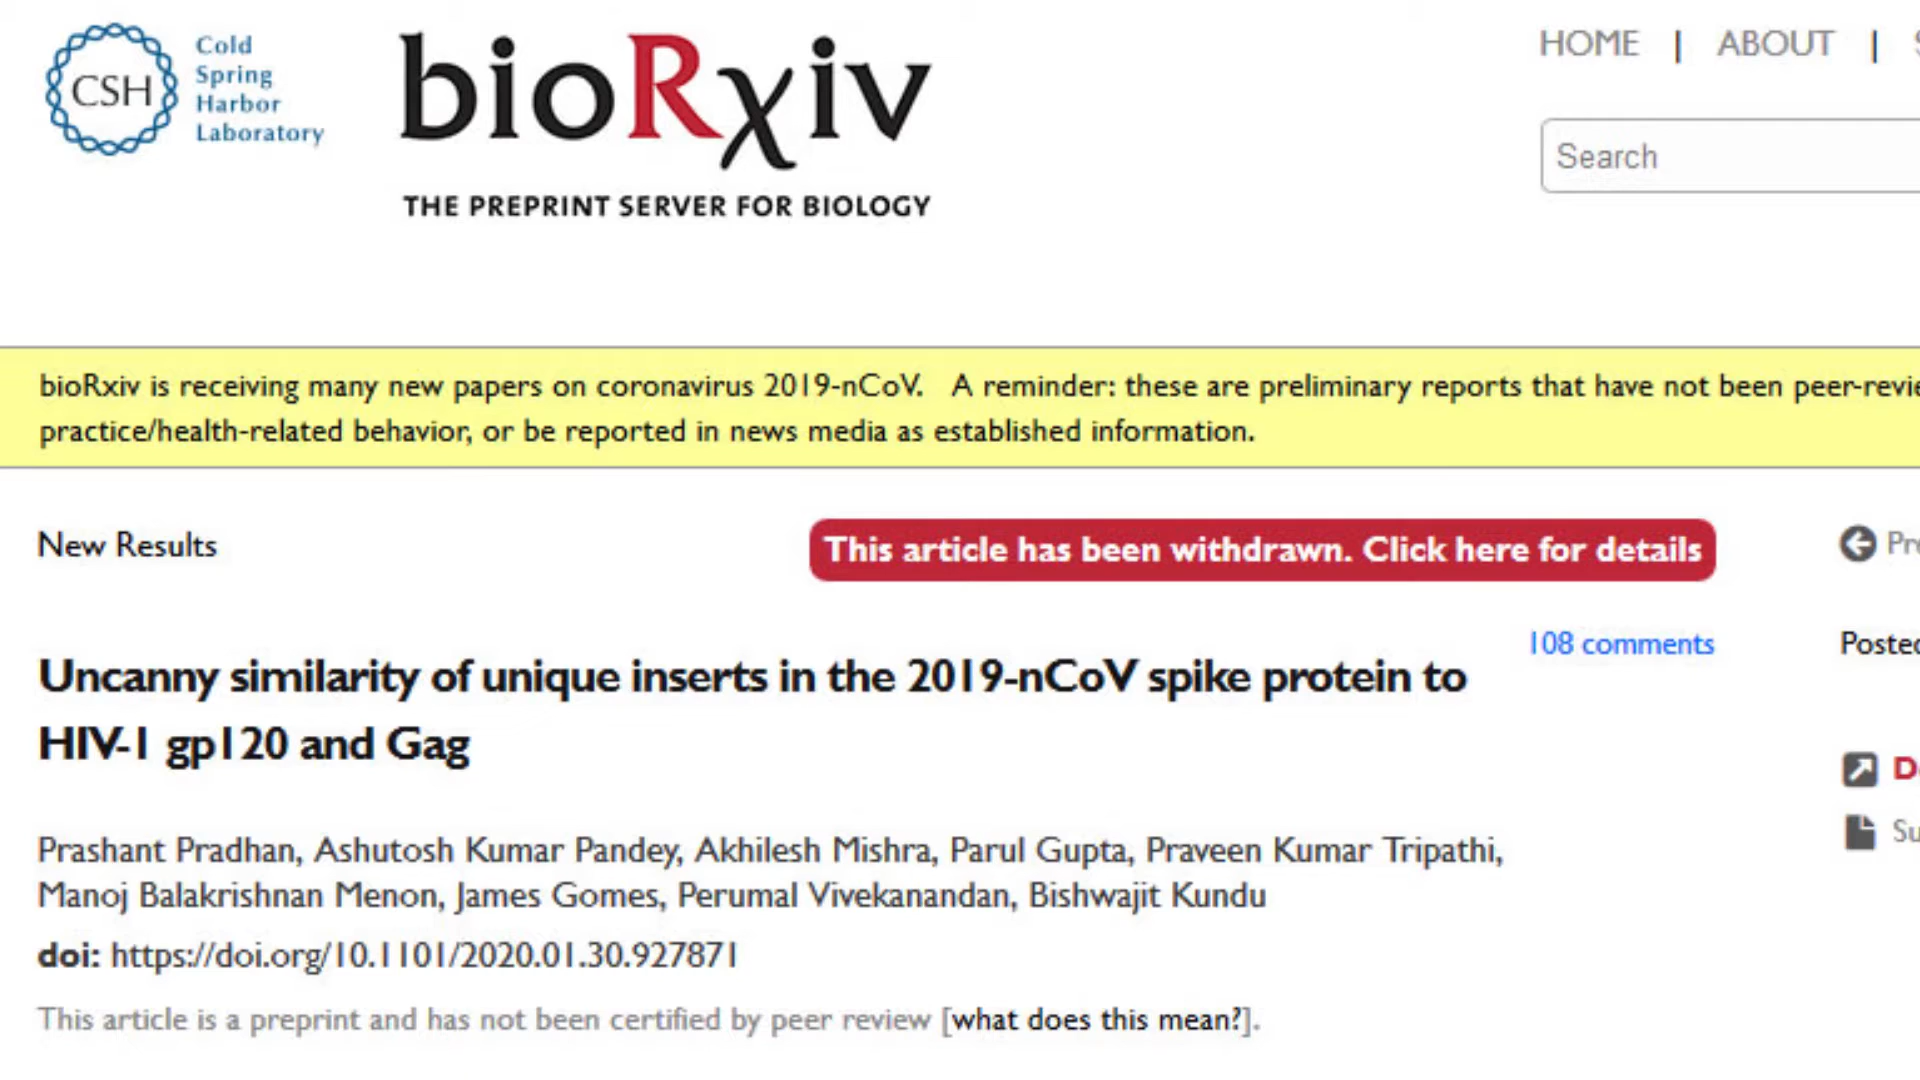 CSH
Cold
Spring
Harbor
Laboratory
bioRχiv
THE PREPRINT SERVER FOR BIOLOGY
HOME | ABOUT |
Search
bioRxiv is receiving many new papers on coronavirus 2019-nCoV. A reminder: these are preliminary reports that have not been
practice/health-related behavior, or be reported in news media as established information.
New Results
This article has been withdrawn. Click here for details
108 comments
Posted
Uncanny similarity of unique inserts in the 2019-nCoV spike protein to
HIV-1 gp120 and Gag
Prashant Pradhan, Ashutosh Kumar Pandey, Akhilesh Mishra, Parul Gupta, Praveen Kumar Tripathi,
Manoj Balakrishnan Menon, James Gomes, Perumal Vivekanandan, Bishwajit Kundu
doi: https://doi.org/10.1101/2020.01.30.927871
This article is a preprint and has not been certified by peer review [what does this mean?].